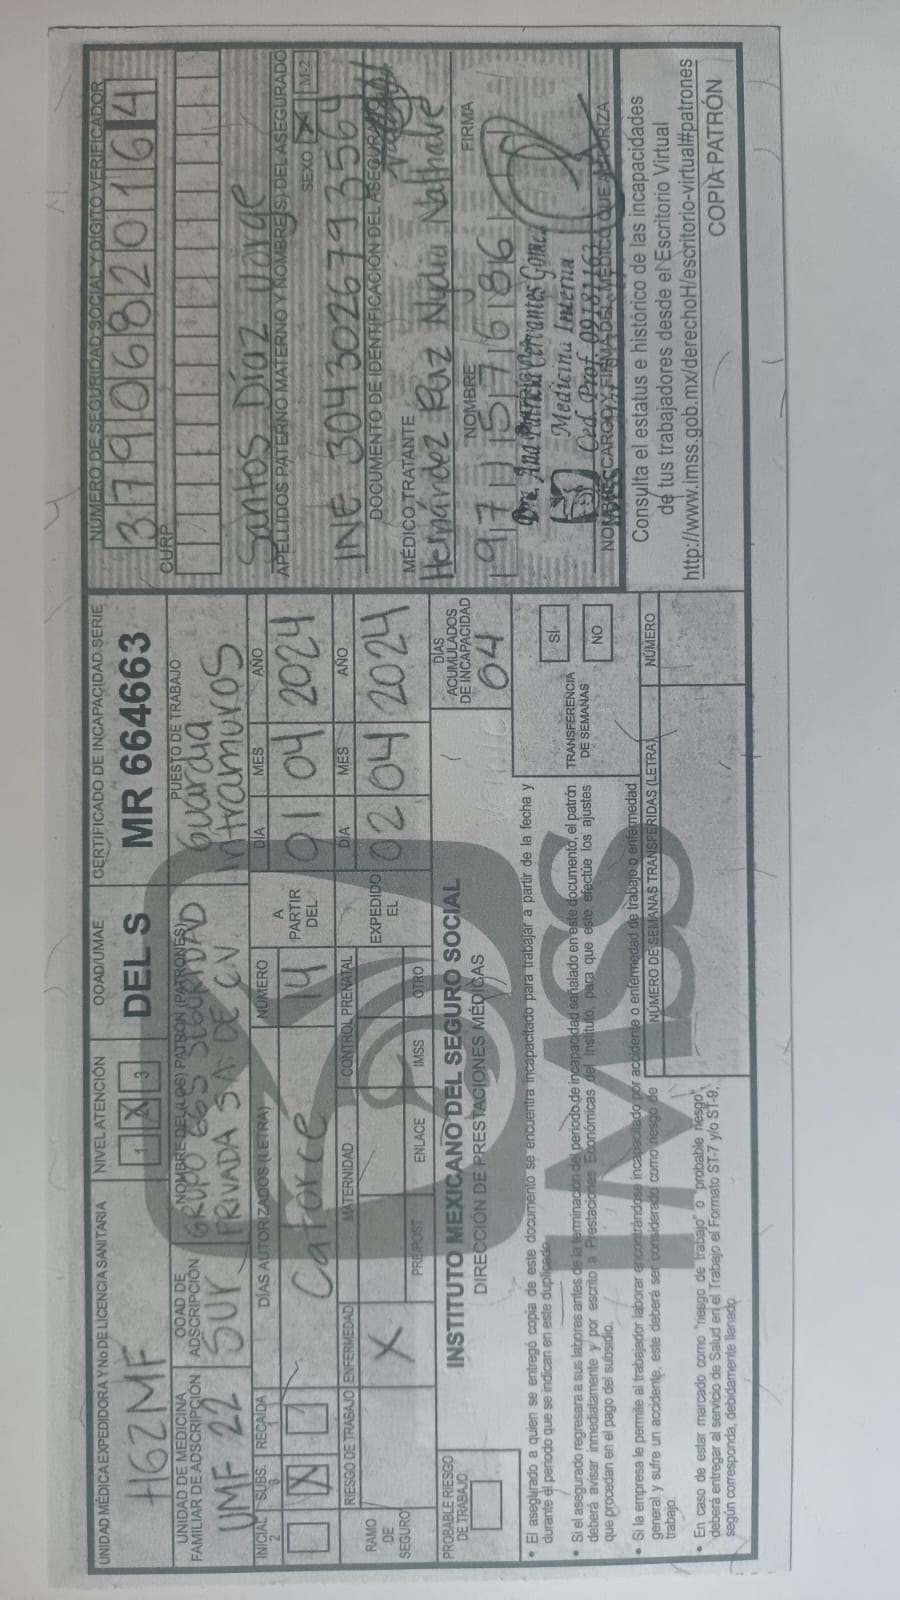 UNIDAD MÉDICA EXPEDIDORA Y No DE LICENCIA SANITARIA
HGZMF
NIVEL ATENCIÓN
1 X 3
OOAD/UMAE
DEL S
CERTIFICADO DE INCAPACIDAD SERIE
MR 664663
NÚMERO DE SEGURIDAD SOCIAL Y DÍGITO VERIFICADOR
3 7 9 0 6 8 2 0 1 6 4
UNIDAD DE MEDICINA FAMILIAR DE ADSCRIPCIÓN
UMF 22
OOAD DE ADSCRIPCIÓN
SUR
NOMBRE DEL(LOS) PATRÓN (PATRONES)
GRUPO GGS SEGURIDAD
PRIVADA S.A. DE C.V
PUESTO DE TRABAJO
Guardia
intramuros
CURP
INICIAL SUBS. RECAÍDA
2 3
X 1
DÍAS AUTORIZADOS (LETRA)
Catorce
NÚMERO
14
A PARTIR DEL
DÍA MES AÑO
01 04 2024
Santos Díaz Jorge
APELLIDOS PATERNO MATERNO Y NOMBRE(S) DEL ASEGURADO
SEXO X M-2
RAMO DE SEGURO
RIESGO DE TRABAJO
ENFERMEDAD
X
MATERNIDAD
CONTROL PRENATAL
PRE/POST ENLACE IMSS OTRO
EXPEDIDO EL
DÍA MES AÑO
02 04 2024
INE 3043026793564
DOCUMENTO DE IDENTIFICACIÓN DEL ASEGURADO
PROBABLE RIESGO DE TRABAJO
INSTITUTO MEXICANO DEL SEGURO SOCIAL
DIRECCIÓN DE PRESTACIONES MÉDICAS
DÍAS ACUMULADOS DE INCAPACIDAD
MÉDICO TRATANTE
Hernández Paz Nydia Nathalie
NOMBRE FIRMA
97 157 6186
Dra. Ana Patricia Cervantes Gomez
Medicina Interna
Ced. Prof. 09181162
NOMBRE CARGO Y FIRMA DEL MÉDICO QUE AUTORIZA
• El asegurado a quien se entregó copia de este documento se encuentra incapacitado para trabajar a partir de la fecha y
durante el periodo que se indican en este duplicado.
• Si el asegurado regresara a sus labores antes de la terminación del periodo de incapacidad señalado en este documento, el patrón
deberá avisar inmediatamente y por escrito a Prestaciones Económicas del Instituto, para que este efectúe los ajustes
que procedan en el pago del subsidio.
• Si la empresa le permite al trabajador laborar encontrándose incapacitado por accidente o enfermedad de trabajo o enfermedad
general y sufre un accidente, este deberá ser considerado como riesgo de
trabajo.
• En caso de estar marcado como "riesgo de trabajo" o "probable riesgo",
deberá entregar al servicio de Salud en el Trabajo el Formato ST-7 y/o ST-9,
según corresponda, debidamente llenado.
TRANSFERENCIA DE SEMANAS
SÍ
NO
NÚMERO DE SEMANAS TRANSFERIDAS (LETRA)
NÚMERO
IMSS
Consulta el estatus e histórico de las incapacidades
de tus trabajadores desde el Escritorio Virtual
http://www.imss.gob.mx/derechoH/escritorio-virtual#patrones
COPIA PATRÓN